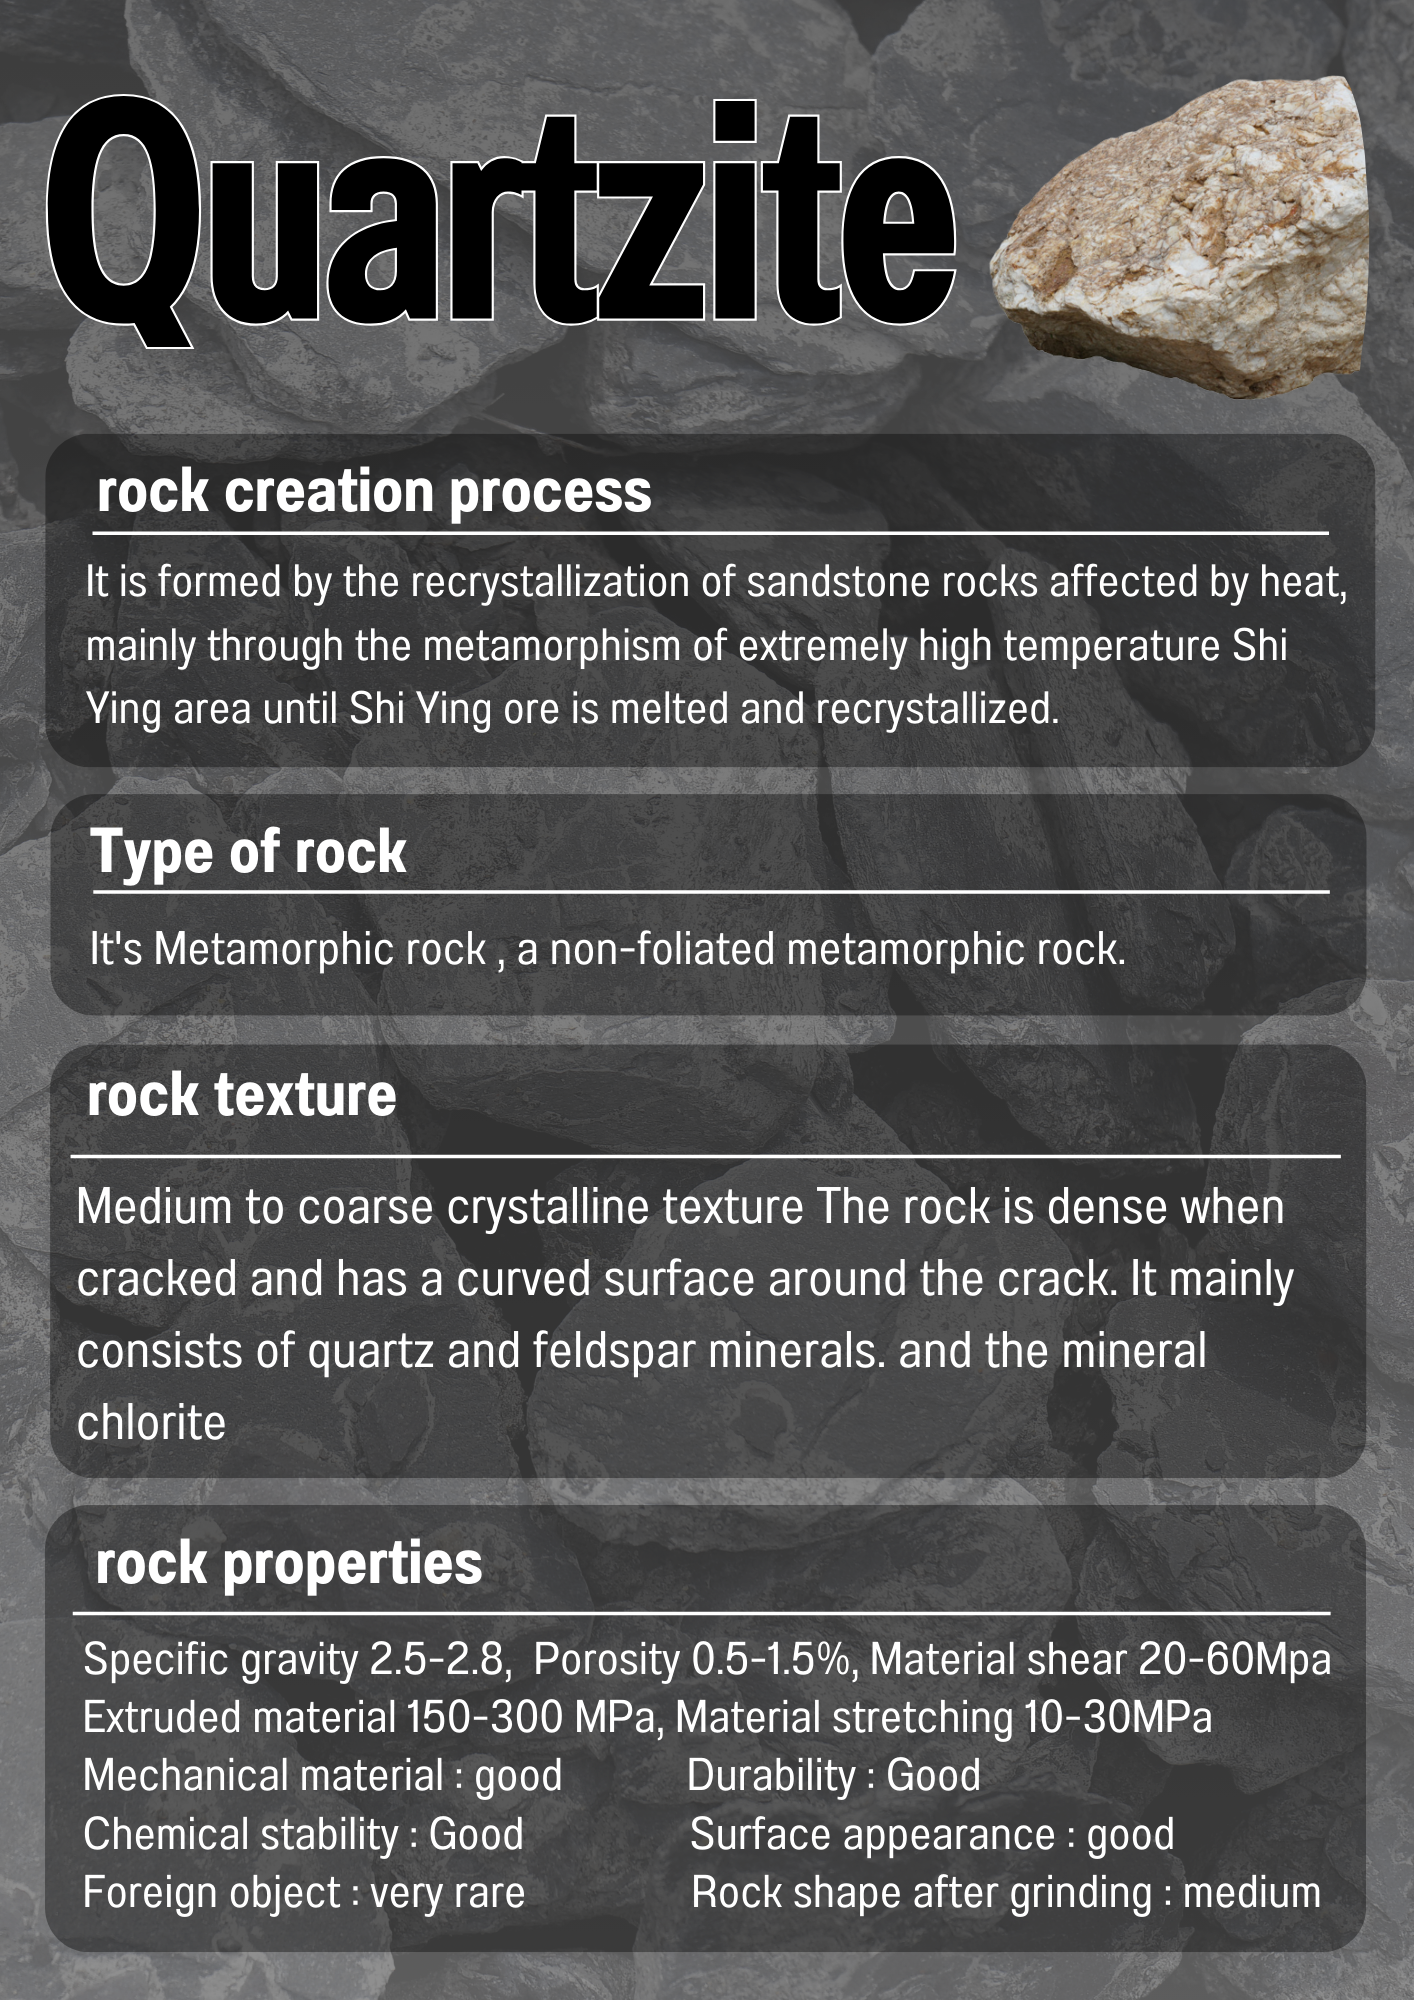 Quartzite
rock creation process
It is formed by the recrystallization of sandstone rocks affected by heat,
mainly through the metamorphism of extremely high temperature Shi
Ying area until Shi Ying ore is melted and recrystallized.
Type of rock
It's Metamorphic rock , a non-foliated metamorphic rock.
rock texture
Medium to coarse crystalline texture The rock is dense when
cracked and has a curved surface around the crack. It mainly
consists of quartz and feldspar minerals. and the mineral
chlorite
rock properties
Specific gravity 2.5-2.8,  Porosity 0.5-1.5%, Material shear 20-60Mpa
Extruded material 150-300 MPa, Material stretching 10-30MPa
Mechanical material : good Durability : Good
Chemical stability : Good Surface appearance : good
Foreign object : very rare Rock shape after grinding : medium